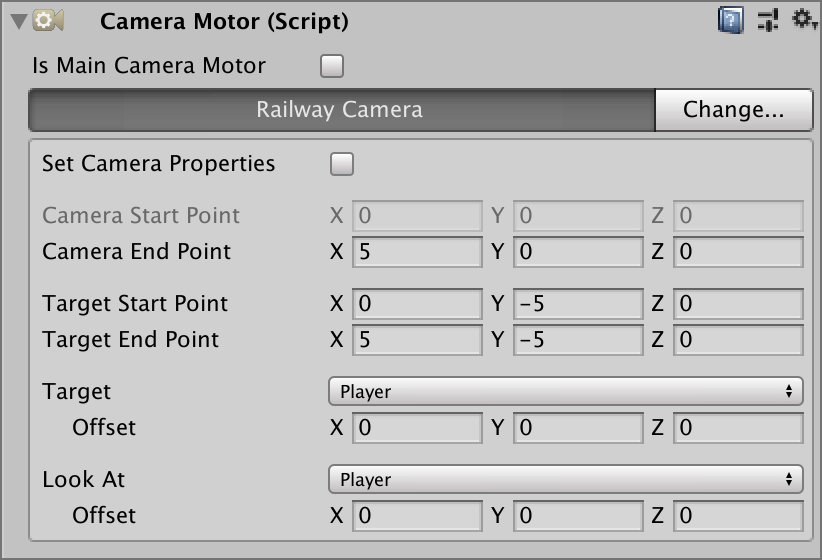 Camera Motor (Script)
Is Main Camera Motor
Railway Camera Change...
Set Camera Properties
Camera Start Point X 0 Y 0 Z 0
Camera End Point X 5 Y 0 Z 0
Target Start Point X 0 Y -5 Z 0
Target End Point X 5 Y -5 Z 0
Target Player
Offset X 0 Y 0 Z 0
Look At Player
Offset X 0 Y 0 Z 0